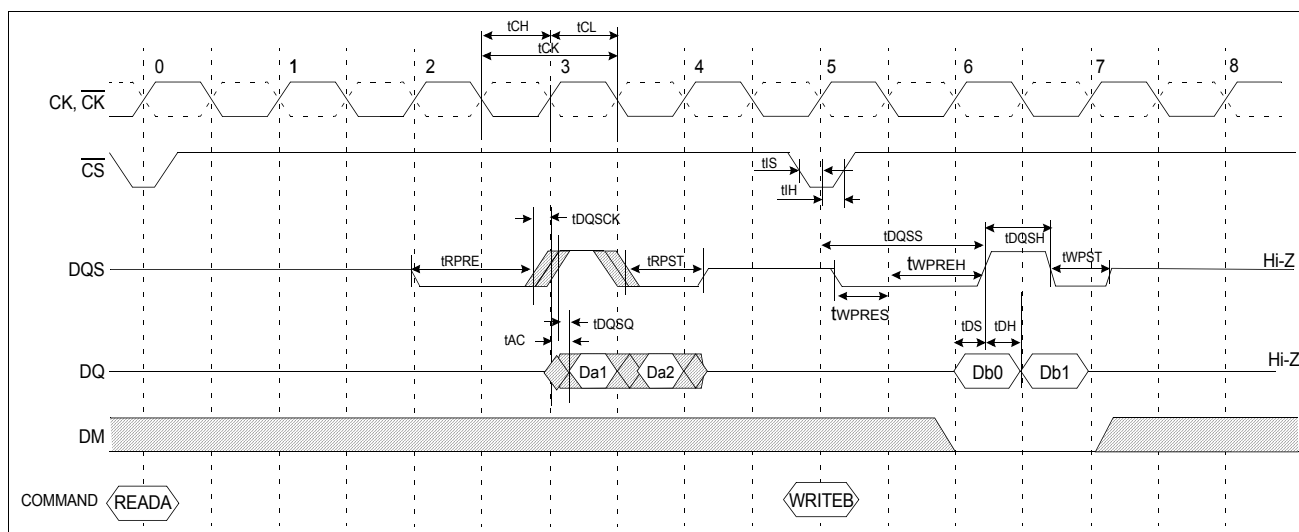 tCH tCL
tCK
0 1 2 3 4 5 6 7 8
CK, CK
CS
tIS
tIH
tDQSCK
tDQSS
tDQSH
DQS
tRPRE
tRPST
tWPREH
tWPST
Hi-Z
tWPRES
tDQSQ
tAC
tDS
tDH
DQ
Da1
Da2
Db0
Db1
Hi-Z
DM
COMMAND
READA
WRITEB